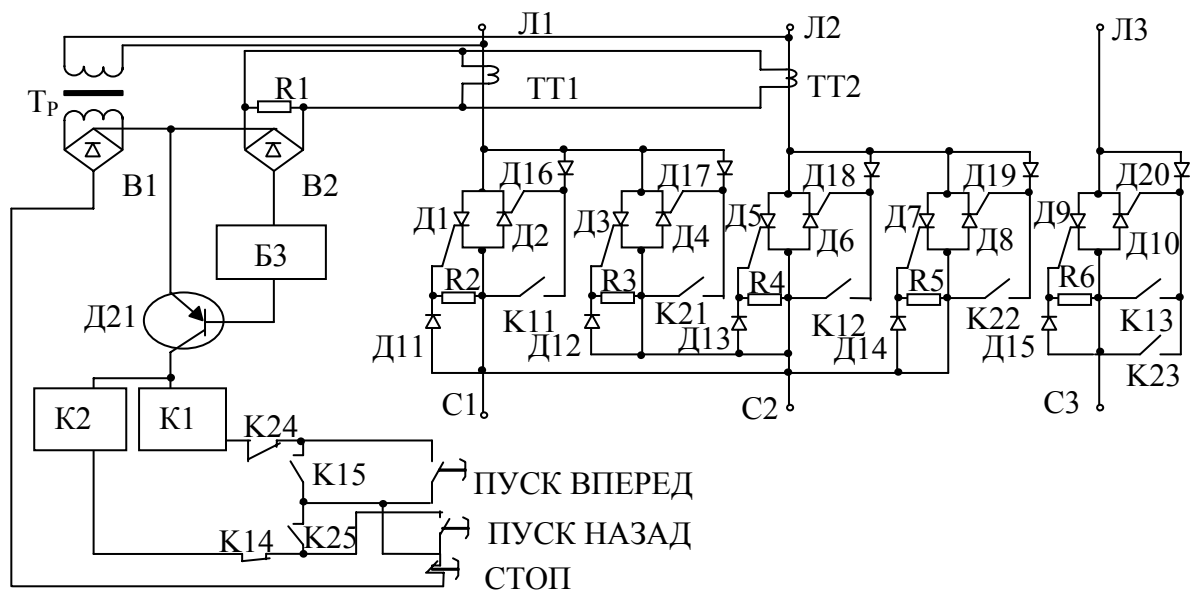 Л1
Л2
Л3
ТР
R1
ТТ1
ТТ2
В1
В2
Д16
Д17
Д18
Д19
Д20
Д1
Д2
Д3
Д4
Д5
Д6
Д7
Д8
Д9
Д10
БЗ
R2
R3
R4
R5
R6
Д21
К11
К21
К12
К22
К13
Д11
Д12
Д13
Д14
Д15
К23
С1
С2
С3
К2
К1
К24
К15
ПУСК ВПЕРЕД
К14
К25
ПУСК НАЗАД
СТОП